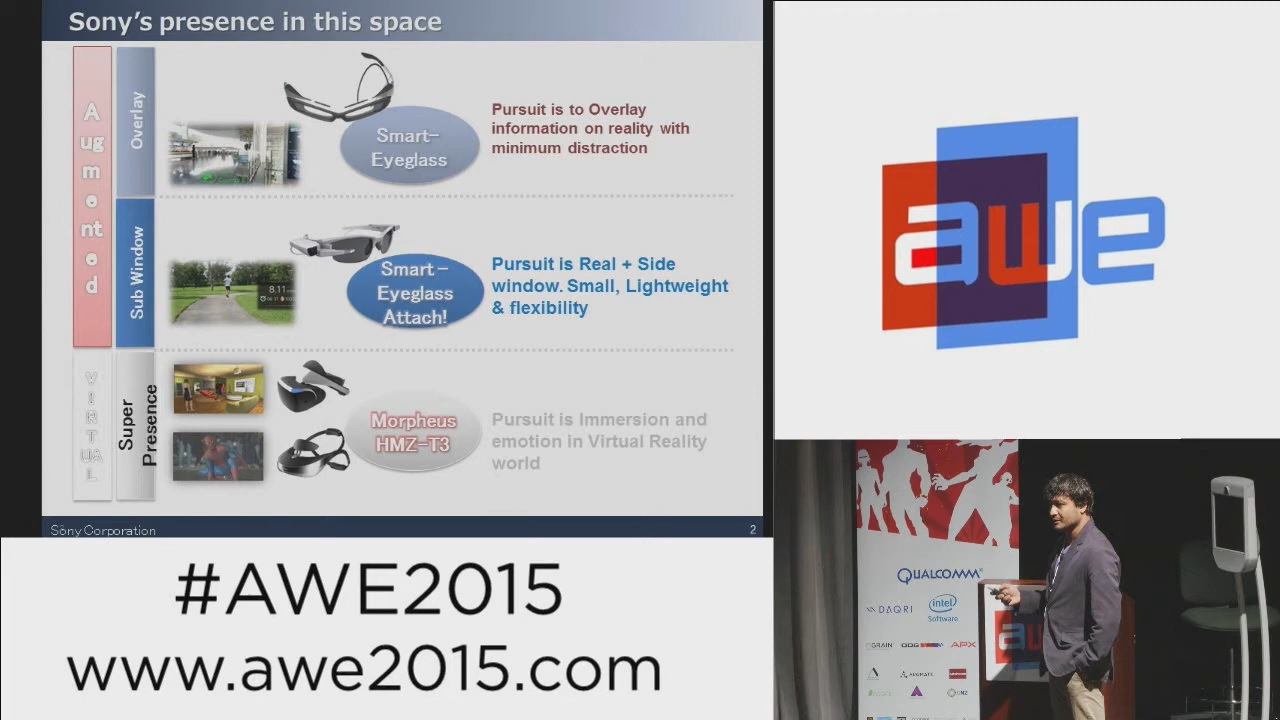 Sony's presence in this space
Augmented
Overlay
Smart-
Eyeglass
Pursuit is to Overlay
information on reality with
minimum distraction
Sub Window
8.11
Smart-
Eyeglass
Attach!
Pursuit is Real + Side
window. Small, Lightweight
& flexibility
VIRTUAL
Super
Presence
Morpheus
HMZ-T3
Pursuit is Immersion and
emotion in Virtual Reality
world
Sony Corporation
2
#AWE2015
www.awe2015.com
awe
QUALCOMM
DAQRI
intel
Software
ODG
APX